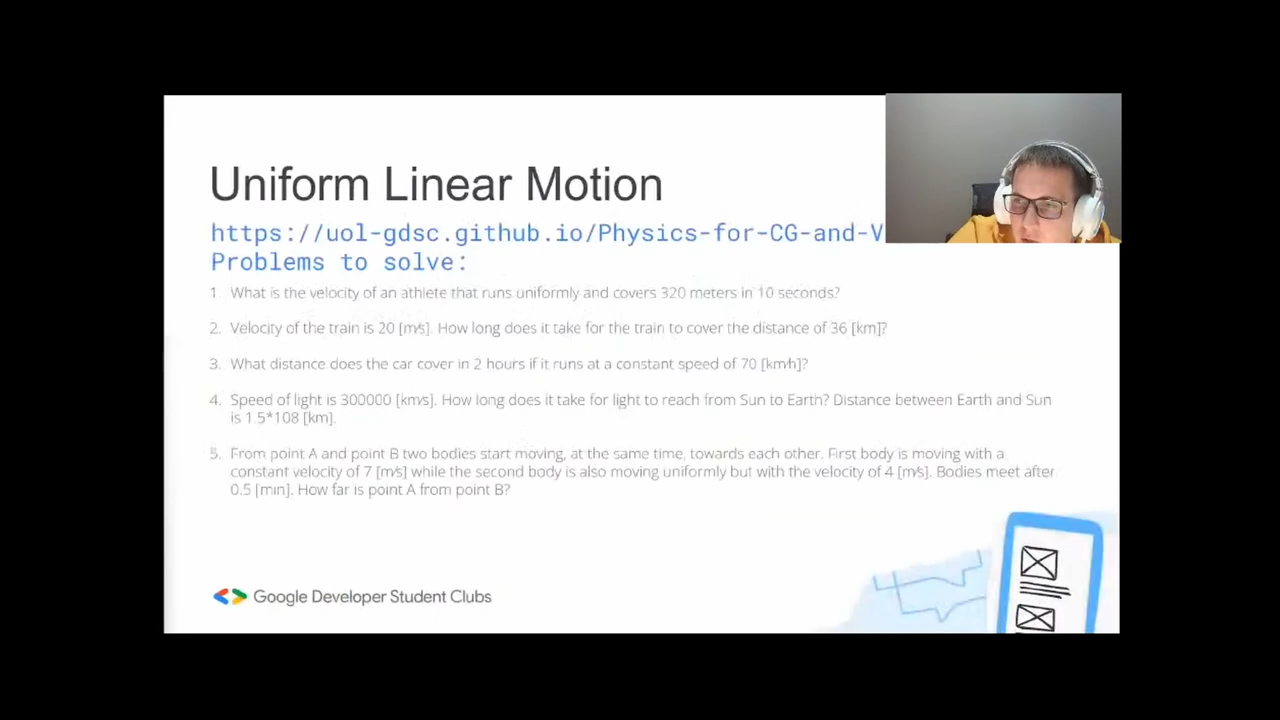 Uniform Linear Motion
https://uol-gdsc.github.io/Physics-for-CG-and-V
Problems to solve:
1. What is the velocity of an athlete that runs uniformly and covers 320 meters in 10 seconds?
2. Velocity of the train is 20 [m/s]. How long does it take for the train to cover the distance of 36 [km]?
3. What distance does the car cover in 2 hours if it runs at a constant speed of 70 [km/h]?
4. Speed of light is 300000 [km/s]. How long does it take for light to reach from Sun to Earth? Distance between Earth and Sun
is 1.5*108 [km].
5. From point A and point B two bodies start moving, at the same time, towards each other. First body is moving with a
constant velocity of 7 [m/s] while the second body is also moving uniformly but with the velocity of 4 [m/s]. Bodies meet after
0.5 [min]. How far is point A from point B?
Google Developer Student Clubs